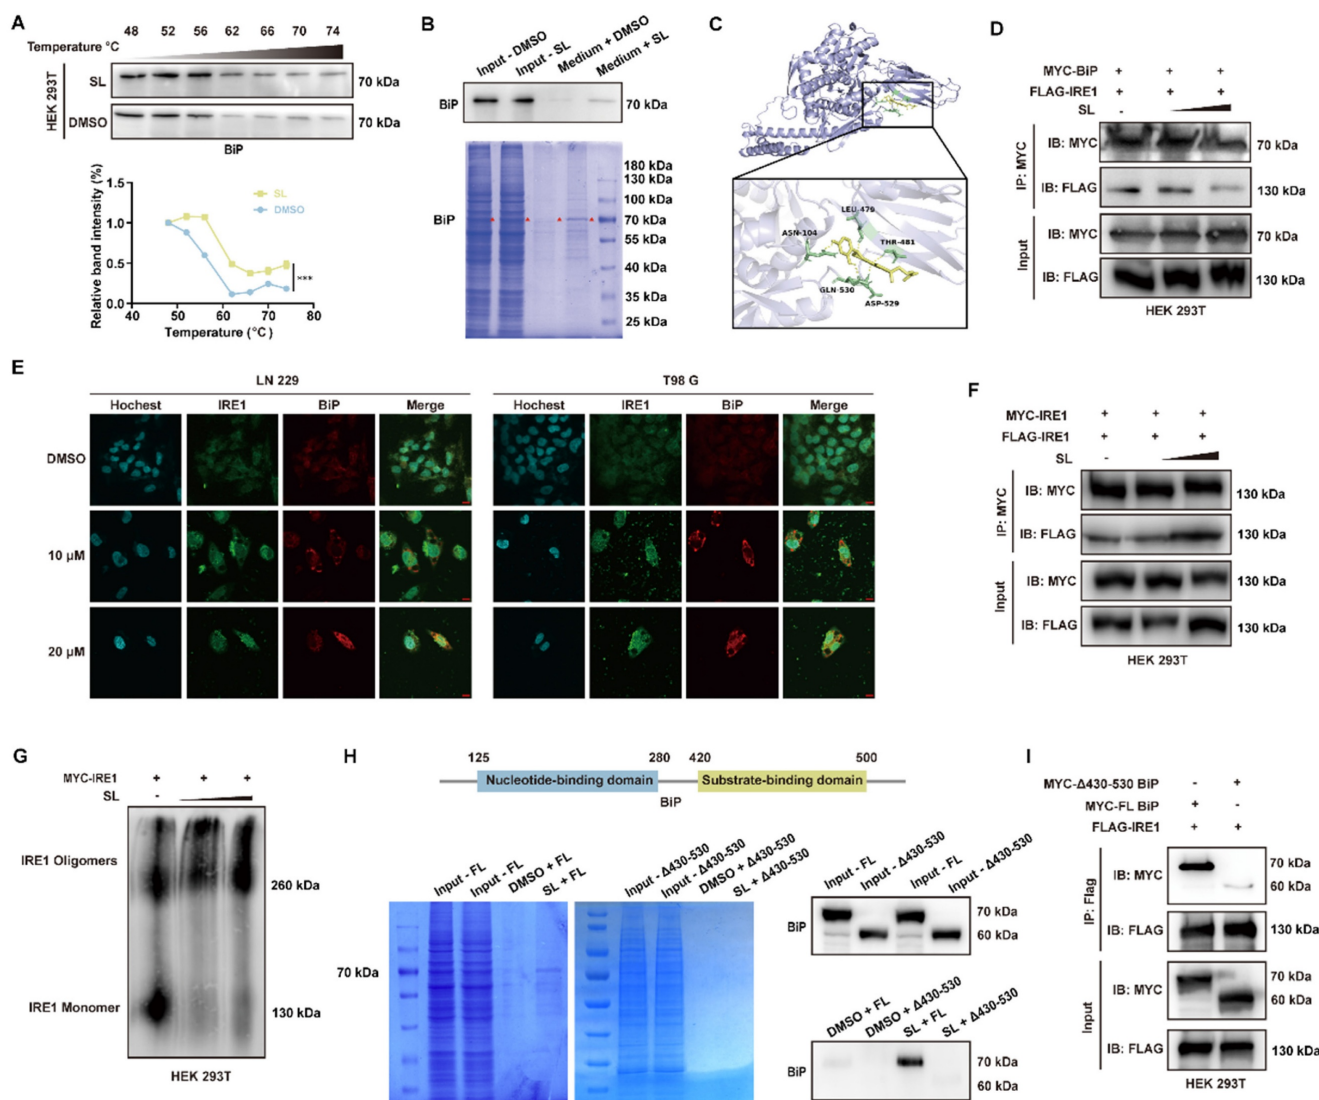 A
48 52 56 62 66 70 74
Temperature °C
HEK 293T
SL
70 kDa
DMSO
70 kDa
BiP
Relative band intensity (%)
1.5
1.0
0.5
0.0
SL
DMSO
***
40 50 60 70 80
Temperature (°C)
B
Input - DMSO
Input - SL
Medium + DMSO
Medium + SL
BiP
70 kDa
BiP
180 kDa
130 kDa
100 kDa
70 kDa
55 kDa
40 kDa
35 kDa
25 kDa
C
LEU-479
ASN-104
THR-481
GLN-530
ASP-529
D
MYC-BiP + + +
FLAG-IRE1 + + +
SL -
IP: MYC
IB: MYC
70 kDa
IB: FLAG
130 kDa
Input
IB: MYC
70 kDa
IB: FLAG
130 kDa
HEK 293T
E
LN 229
T98 G
Hochest IRE1 BiP Merge
Hochest IRE1 BiP Merge
DMSO
10 μM
20 μM
F
MYC-IRE1 + + +
FLAG-IRE1 + + +
SL -
IP: MYC
IB: MYC
130 kDa
IB: FLAG
130 kDa
Input
IB: MYC
130 kDa
IB: FLAG
130 kDa
HEK 293T
G
MYC-IRE1 + + +
SL -
IRE1 Oligomers
260 kDa
IRE1 Monomer
130 kDa
HEK 293T
H
125 280 420 500
Nucleotide-binding domain
Substrate-binding domain
BiP
Input - FL
Input - FL
DMSO + FL
SL + FL
70 kDa
Input - Δ430-530
Input - Δ430-530
DMSO + Δ430-530
SL + Δ430-530
Input - FL
Input - Δ430-530
Input - FL
Input - Δ430-530
BiP
70 kDa
60 kDa
DMSO + FL
DMSO + Δ430-530
SL + FL
SL + Δ430-530
BiP
70 kDa
60 kDa
I
MYC-Δ430-530 BiP - +
MYC-FL BiP + -
FLAG-IRE1 + +
IP: Flag
IB: MYC
70 kDa
60 kDa
IB: FLAG
130 kDa
Input
IB: MYC
70 kDa
60 kDa
IB: FLAG
130 kDa
HEK 293T